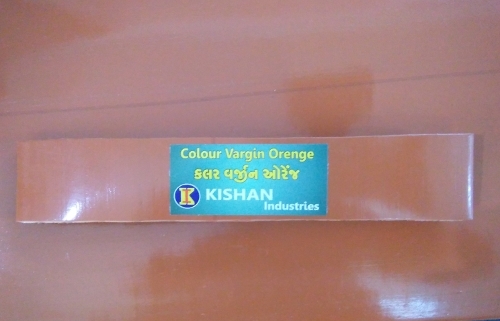 Colour Vargin Orenge
કલર વર્જીન ઓરેંજ
K KISHAN
Industries